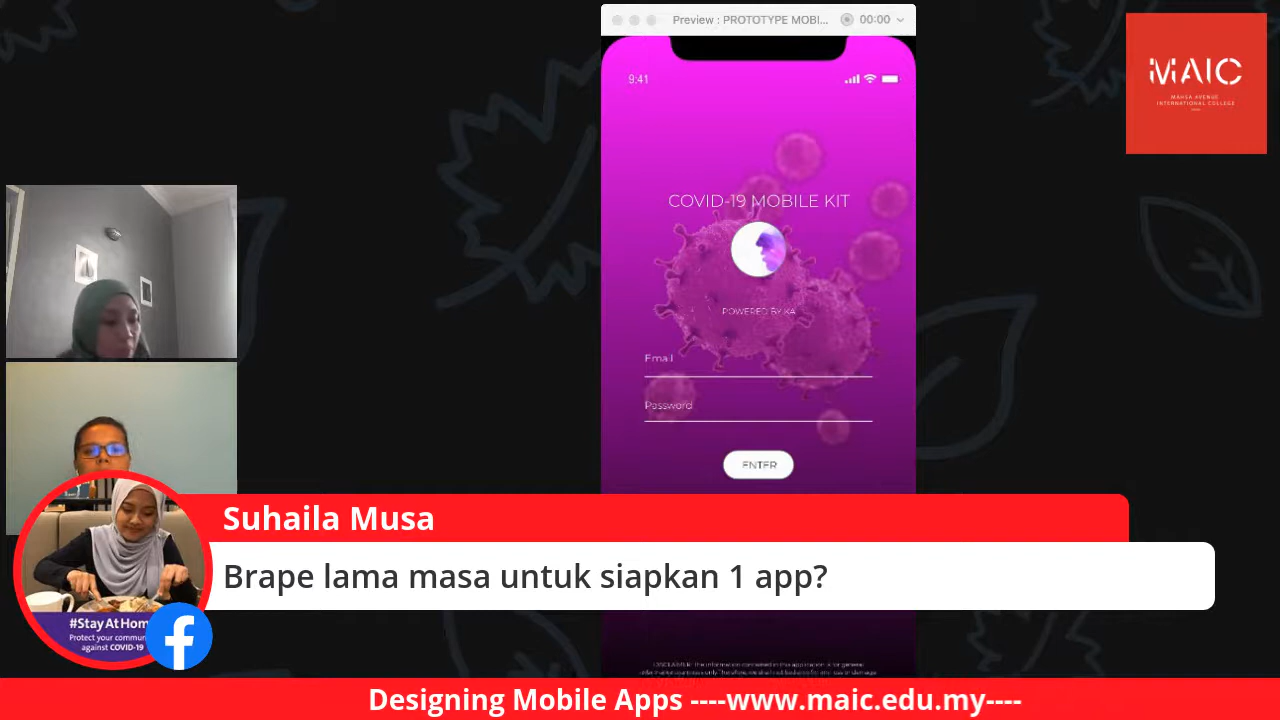 Preview : PROTOTYPE MOBI...
00:00
MAIC
MAHSA AVENUE
INTERNATIONAL COLLEGE
9:41
COVID-19 MOBILE KIT
POWERED BY KA
Email
Password
ENTER
Suhaila Musa
Brape lama masa untuk siapkan 1 app?
#StayAtHom
Protect your commun
against COVID-19
Designing Mobile Apps ----www.maic.edu.my----